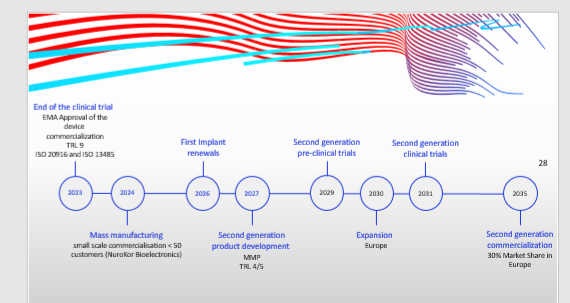 End of the clinical trial
EMA Approval of the
device
commercialization
TRL 9
ISO 20916 and ISO 13485
First Implant
renewals
Second generation
pre-clinical trials
Second generation
clinical trials
28
2023
2024
2026
2027
2029
2030
2031
2035
Mass manufacturing
small scale commercialisation < 50
customers (NuroKor Bioelectronics)
Second generation
product development
MMP
TRL 4/5
Expansion
Europe
Second generation
commercialization
30% Market Share in
Europe